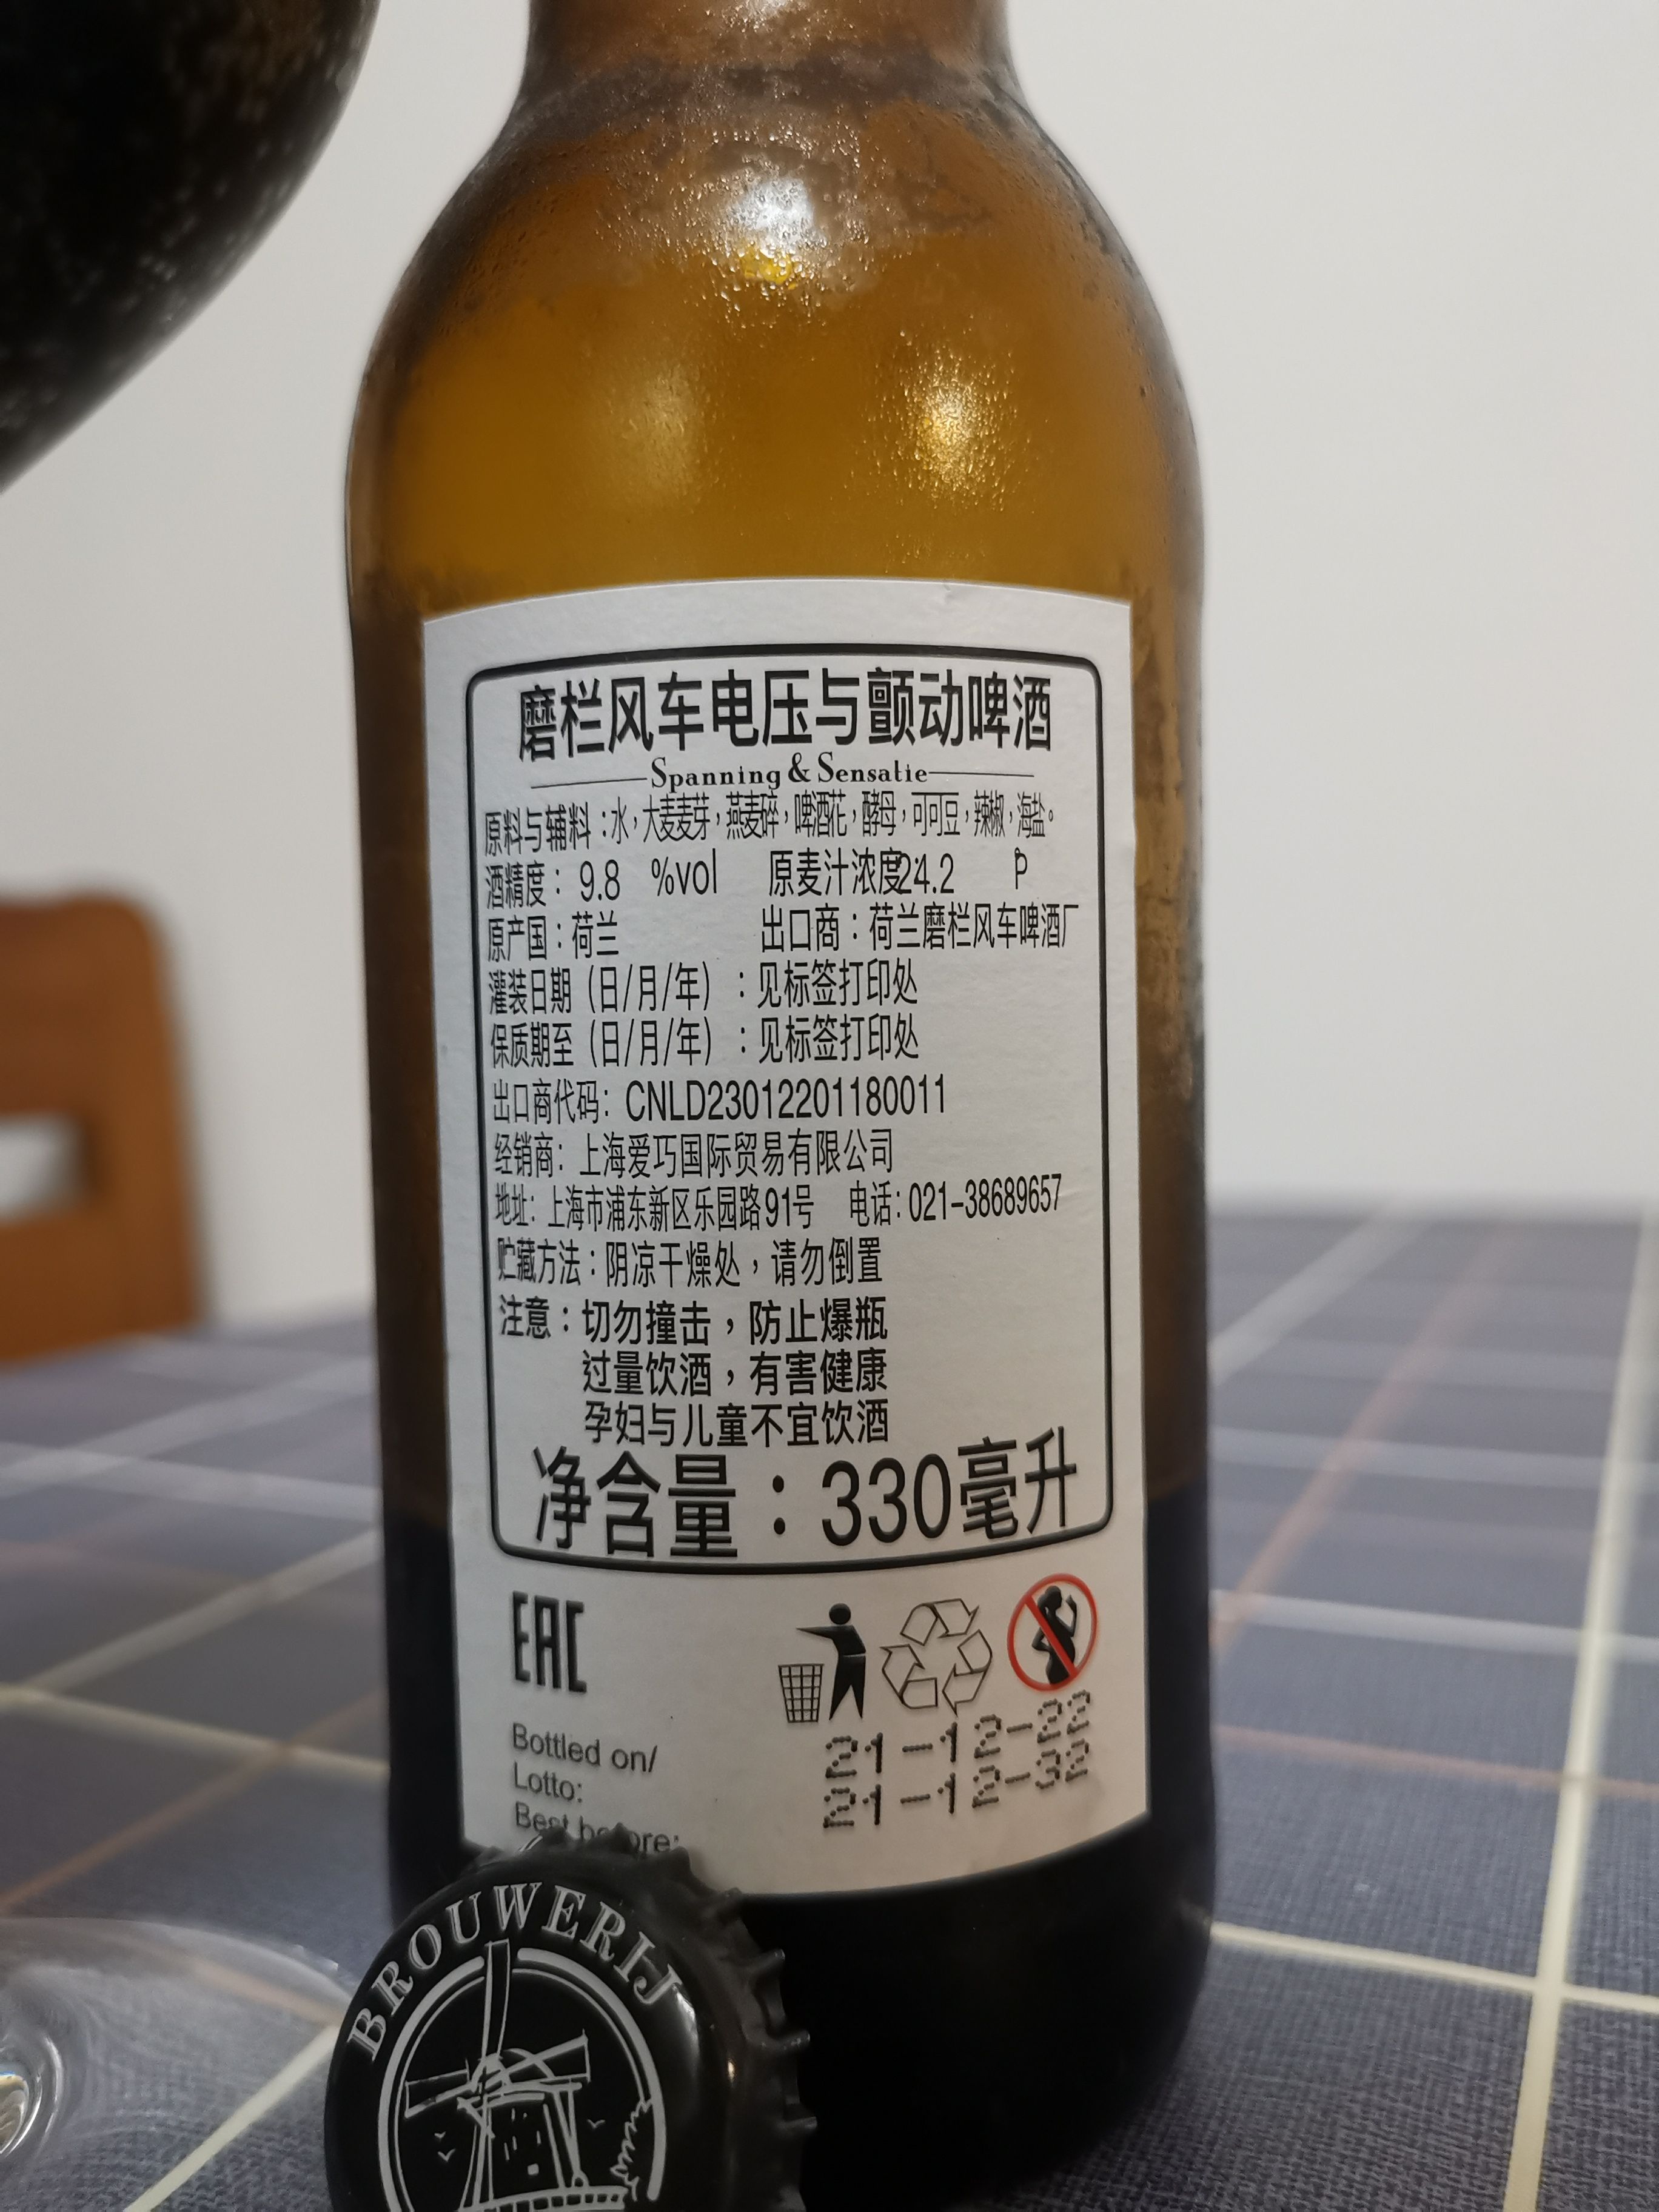 磨栏风车电压与颤动啤酒
Spanning & Sensatie
原料与辅料:水,大麦麦芽,燕麦碎,啤酒花,酵母,可可豆,辣椒,海盐。
酒精度: 9.8 %vol 原麦汁浓度:24.2 °P
原产国:荷兰 出口商:荷兰磨栏风车啤酒厂
灌装日期(日/月/年):见标签打印处
保质期至(日/月/年):见标签打印处
出口商代码: CNLD23012201180011
经销商: 上海爱巧国际贸易有限公司
地址: 上海市浦东新区乐园路91号 电话: 021-38689657
贮藏方法:阴凉干燥处,请勿倒置
注意:切勿撞击,防止爆瓶
过量饮酒,有害健康
孕妇与儿童不宜饮酒
净含量:330毫升
EAC
Bottled on/ 21-12-22
Lotto: 21-12-32
Best before:
BROUWERIJ